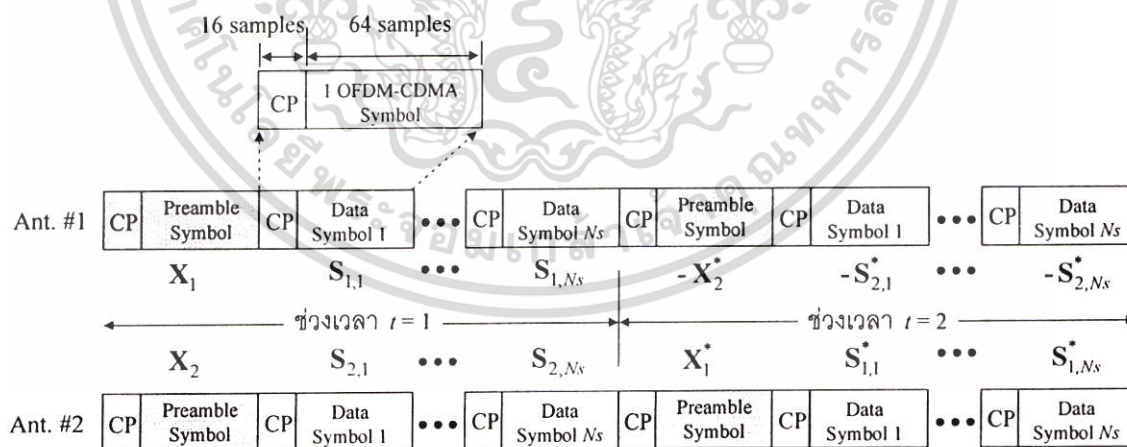 16 samples 64 samples
CP 1 OFDM-CDMA Symbol
Ant. #1 CP Preamble Symbol CP Data Symbol 1 ••• CP Data Symbol Ns CP Preamble Symbol CP Data Symbol 1 ••• CP Data Symbol Ns
X₁ S₁,₁ ••• S₁,Ns -X₂* -S₂,₁* ••• -S₂,Ns*
ช่วงเวลา t = 1 ช่วงเวลา t = 2
X₂ S₂,₁ ••• S₂,Ns X₁* S₁,₁* ••• S₁,Ns*
Ant. #2 CP Preamble Symbol CP Data Symbol 1 ••• CP Data Symbol Ns CP Preamble Symbol CP Data Symbol 1 ••• CP Data Symbol Ns